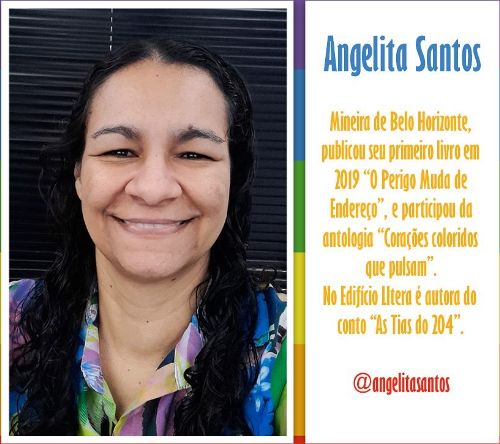 Angelita Santos
Mineira de Belo Horizonte,
publicou seu primeiro livro em
2019 “O Perigo Muda de
Endereço”, e participou da
antologia “Corações coloridos
que pulsam”.
No Edifício LItera é autora do
conto “As Tias do 204”.
@angelitasantos